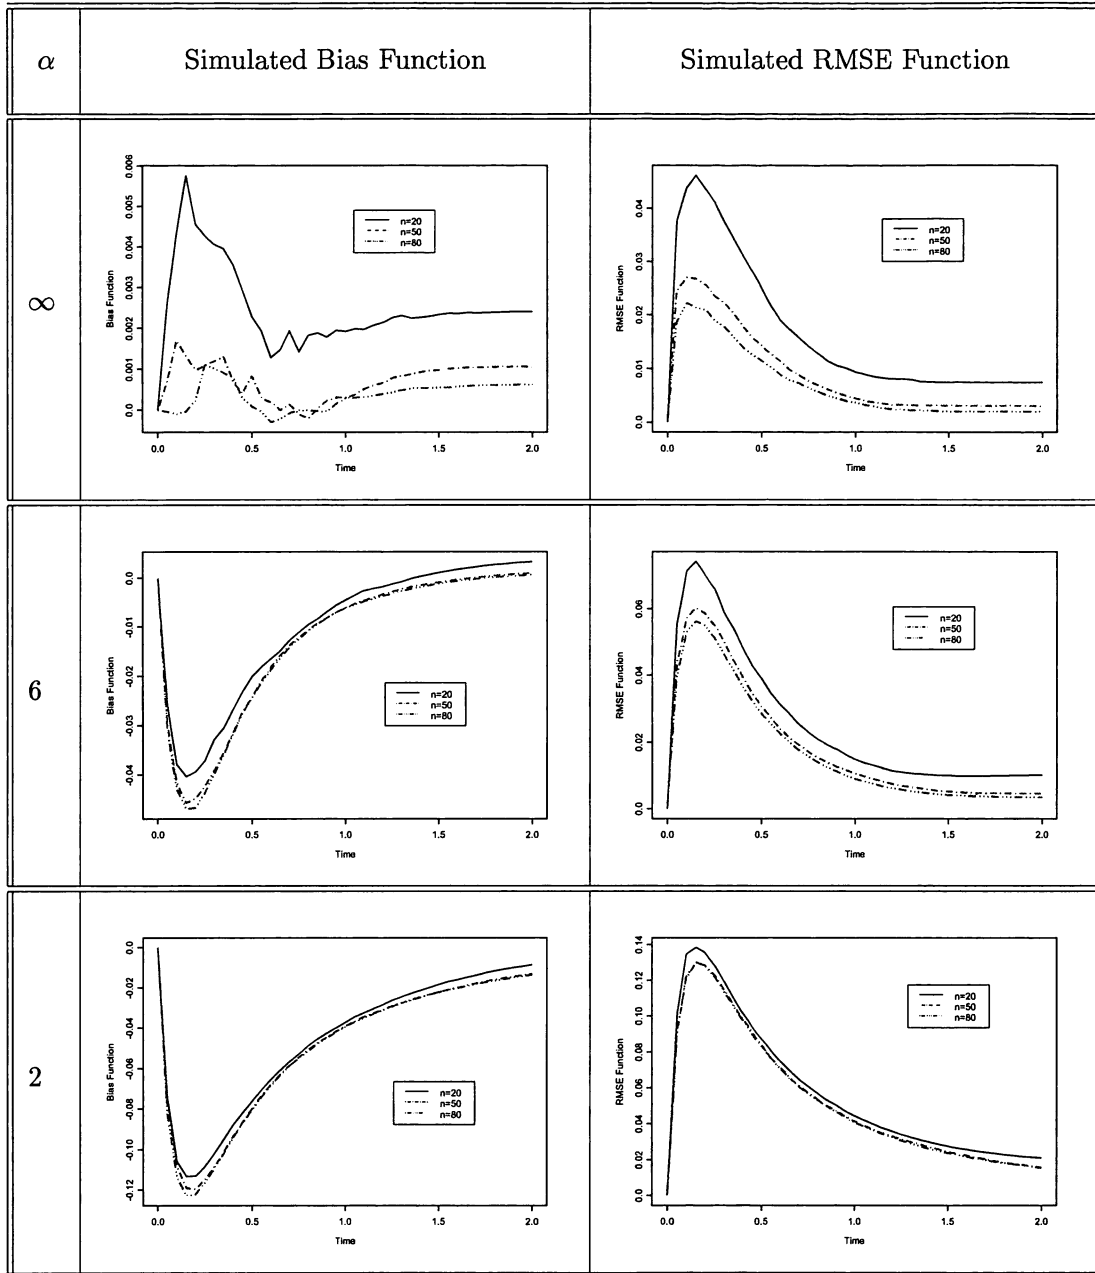 α Simulated Bias Function Simulated RMSE Function
∞
0.006
0.005
0.004
0.003
0.002
0.001
0.0
Bias Function
n=20
n=50
n=80
0.0 0.5 1.0 1.5 2.0
Time
0.04
0.03
0.02
0.01
0.0
RMSE Function
n=20
n=50
n=80
0.0 0.5 1.0 1.5 2.0
Time
6
0.0
-0.01
-0.02
-0.03
-0.04
Bias Function
n=20
n=50
n=80
0.0 0.5 1.0 1.5 2.0
Time
0.06
0.04
0.02
0.0
RMSE Function
n=20
n=50
n=80
0.0 0.5 1.0 1.5 2.0
Time
2
0.0
-0.02
-0.04
-0.06
-0.08
-0.10
-0.12
Bias Function
n=20
n=50
n=80
0.0 0.5 1.0 1.5 2.0
Time
0.14
0.12
0.10
0.08
0.06
0.04
0.02
0.0
RMSE Function
n=20
n=50
n=80
0.0 0.5 1.0 1.5 2.0
Time